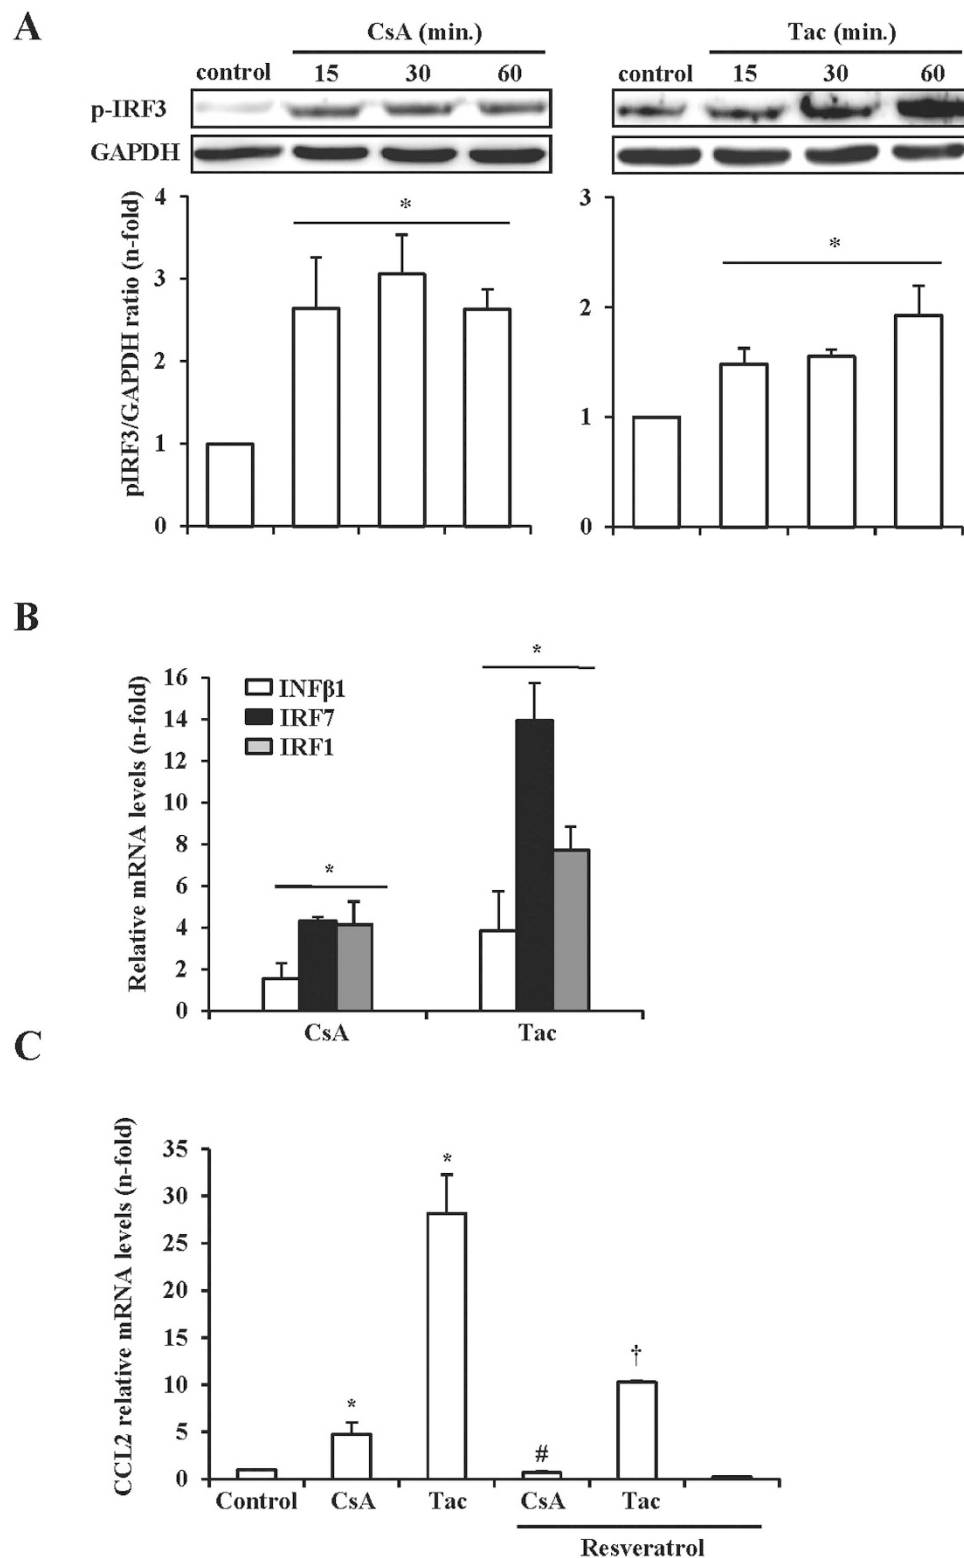 A
CsA (min.)
Tac (min.)
control 15 30 60
control 15 30 60
p-IRF3
GAPDH
pIRF3/GAPDH ratio (n-fold)
4
3
2
1
0
*
3
2
1
0
*
B
Relative mRNA levels (n-fold)
16
14
12
10
8
6
4
2
0
INFβ1
IRF7
IRF1
*
*
CsA Tac
C
CCL2 relative mRNA levels (n-fold)
35
30
25
20
15
10
5
0
*
*
#
†
Control CsA Tac CsA Tac
Resveratrol